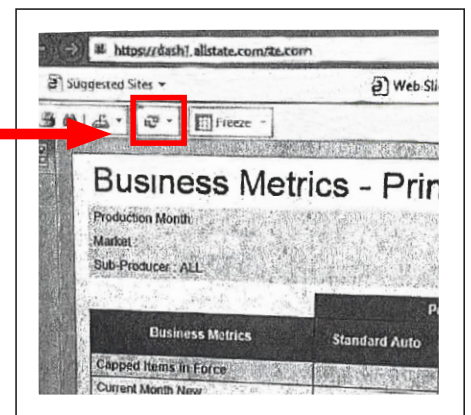 https://dash1.allstate.com/te.com
Suggested Sites
Web Sli
Freeze
Business Metrics - Prin
Production Month
Market :
Sub-Producer : ALL
P
Business Metrics
Standard Auto
Capped Items in Force
Current Month New